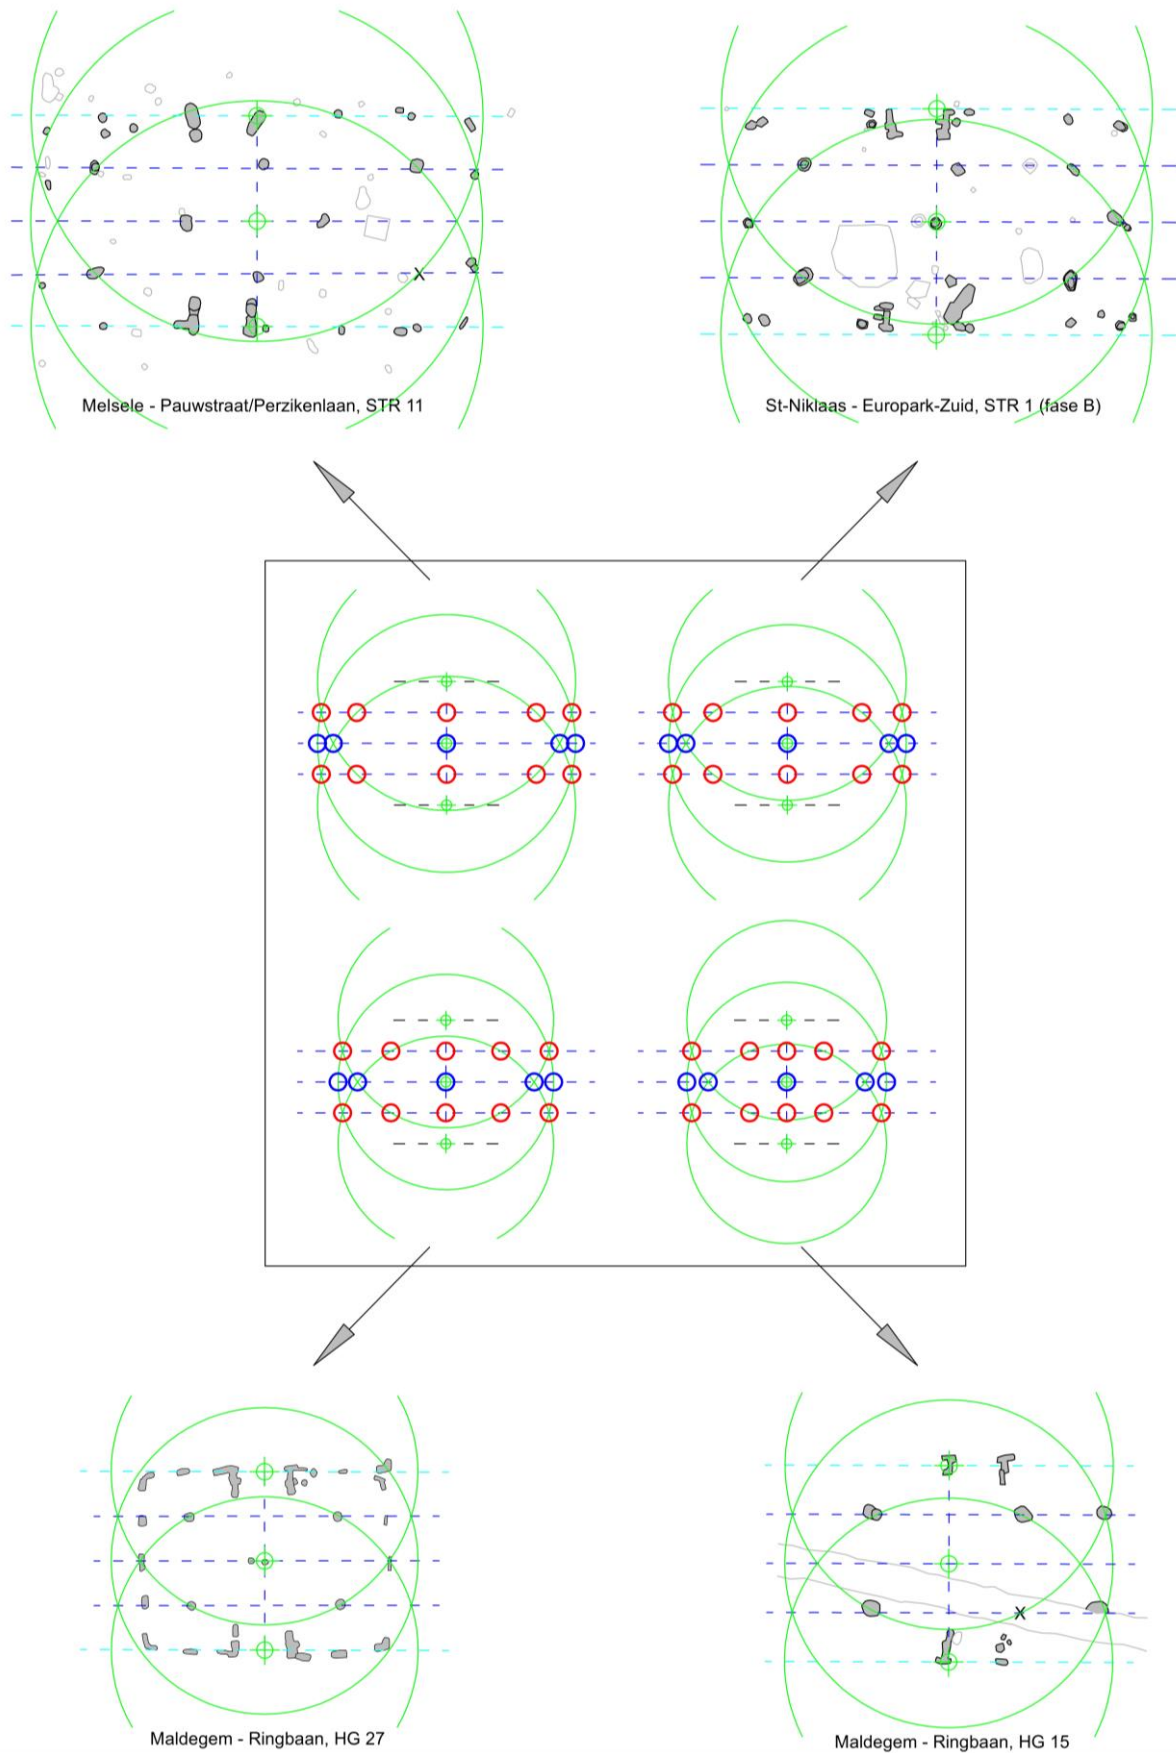 Melsele - Pauwstraat/Perzikenlaan, STR 11
St-Niklaas - Europark-Zuid, STR 1 (fase B)
X
Maldegem - Ringbaan, HG 27
X
Maldegem - Ringbaan, HG 15